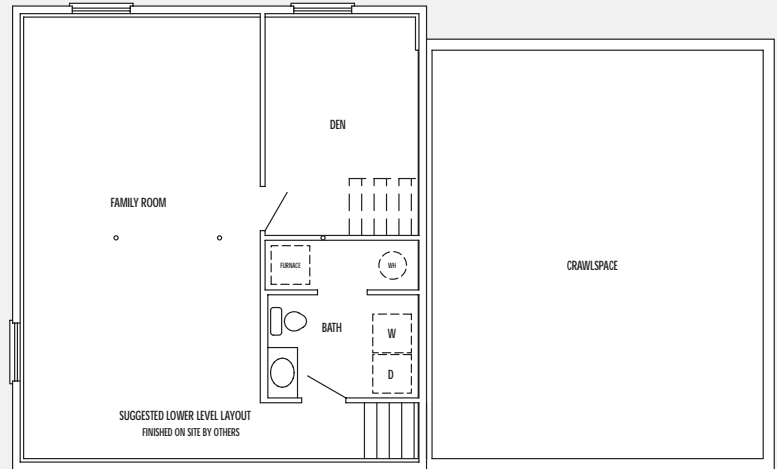 DEN
FAMILY ROOM
CRAWLSPACE
FURNACE
WH
BATH
W
D
SUGGESTED LOWER LEVEL LAYOUT
FINISHED ON SITE BY OTHERS